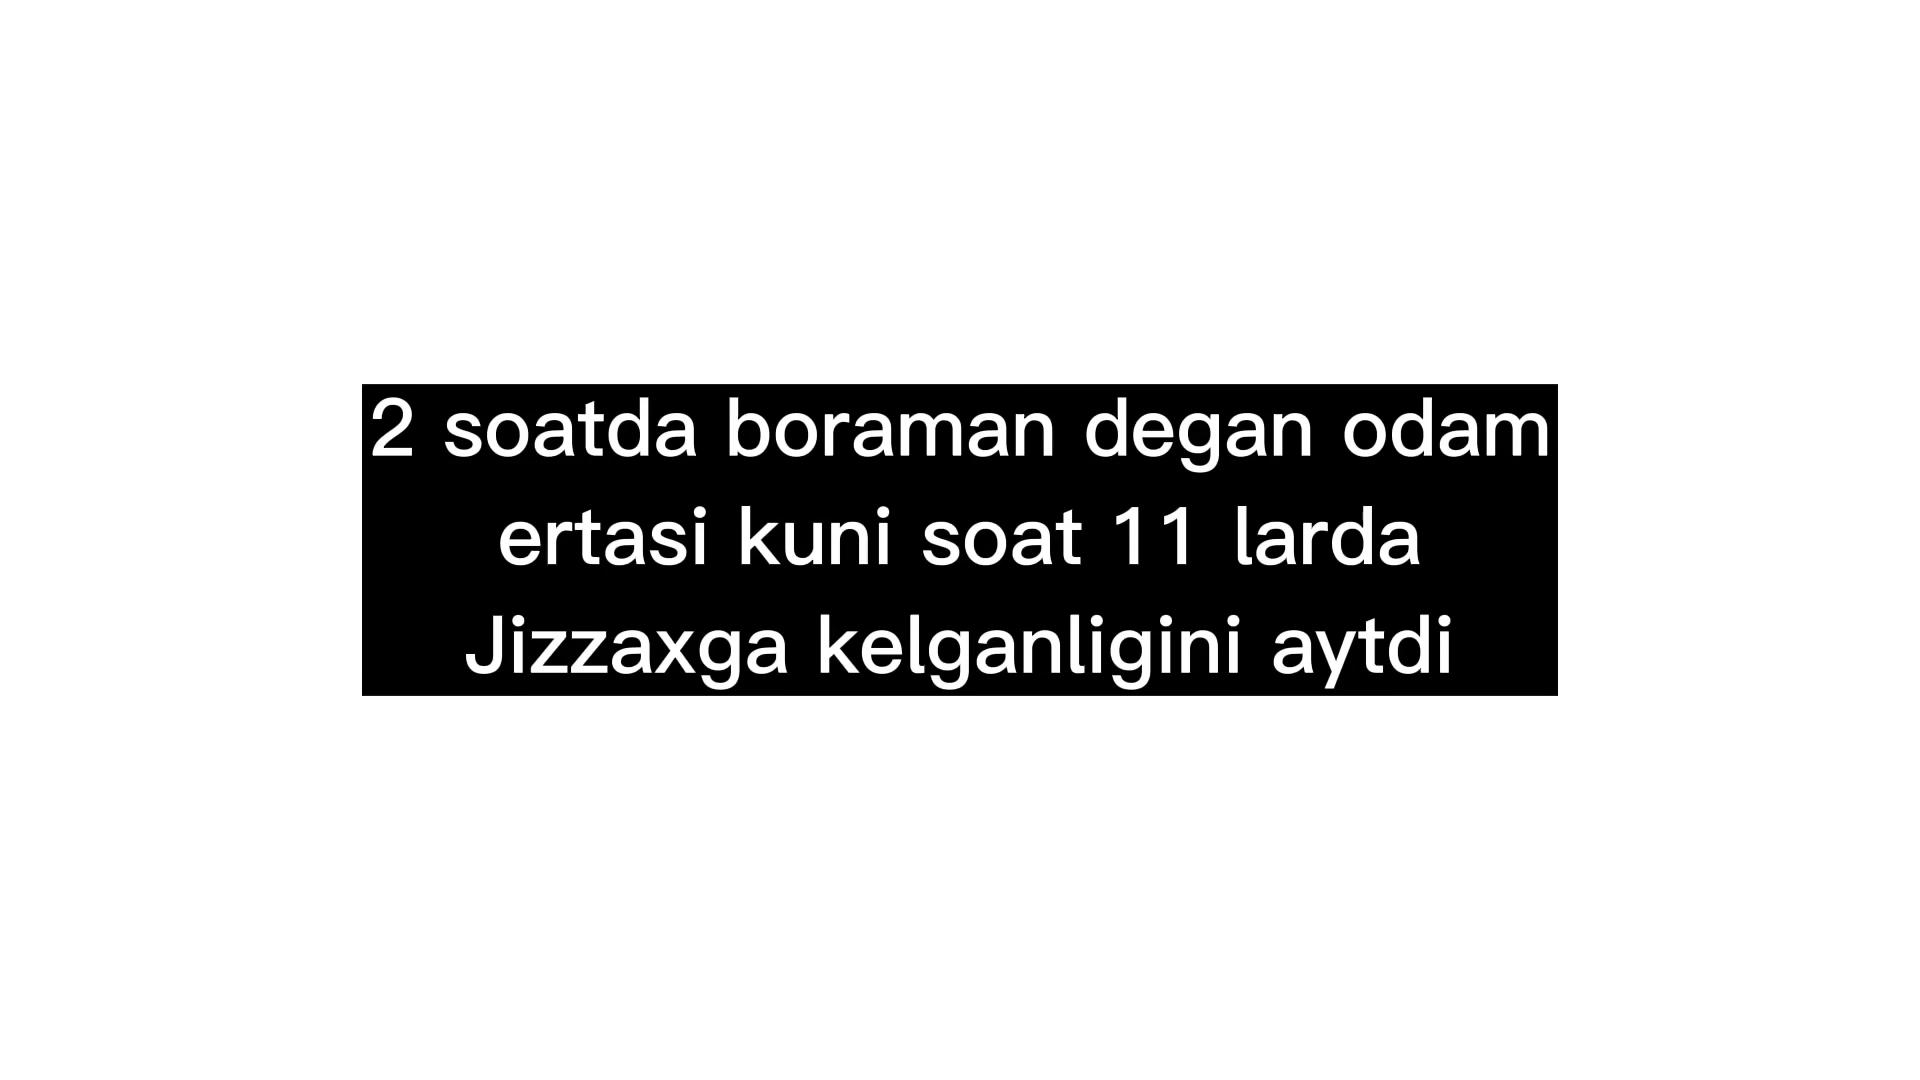 2 soatda boraman degan odam
ertasi kuni soat 11 larda
Jizzaxga kelganligini aytdi